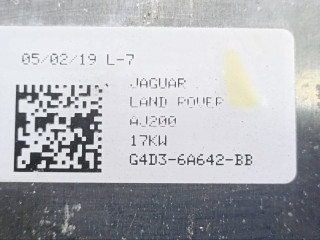 05/02/19 L-7
JAGUAR
LAND ROVER
AJ200
17KW
G4D3-6A642-BB